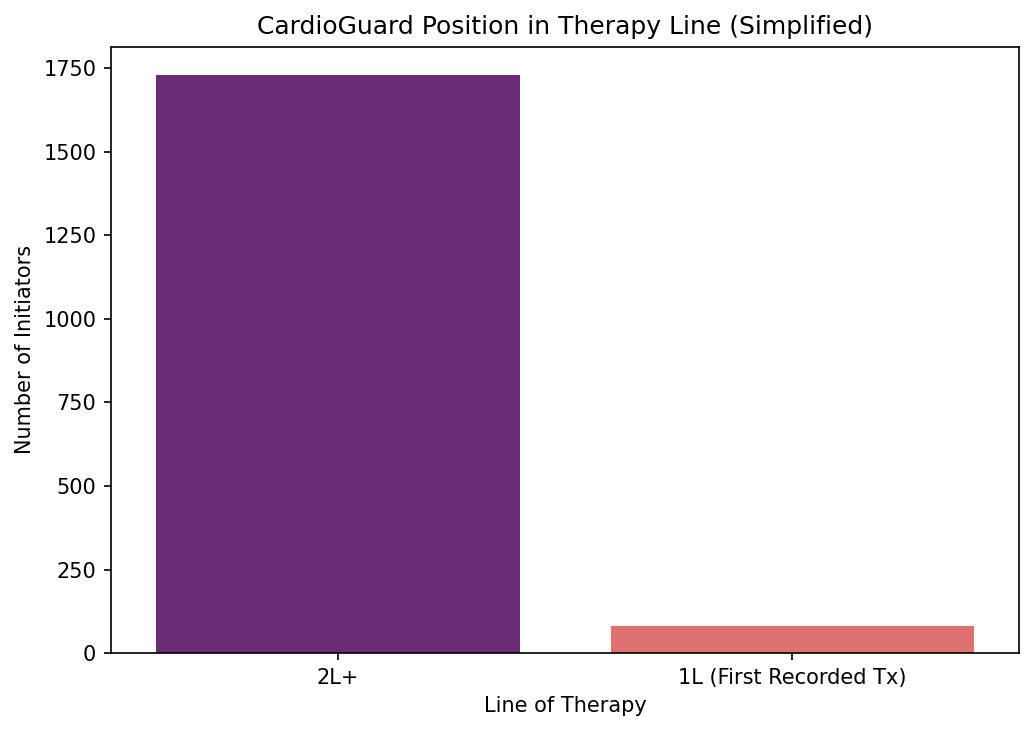 CardioGuard Position in Therapy Line (Simplified)
Number of Initiators
1750
1500
1250
1000
750
500
250
0
2L+
1L (First Recorded Tx)
Line of Therapy